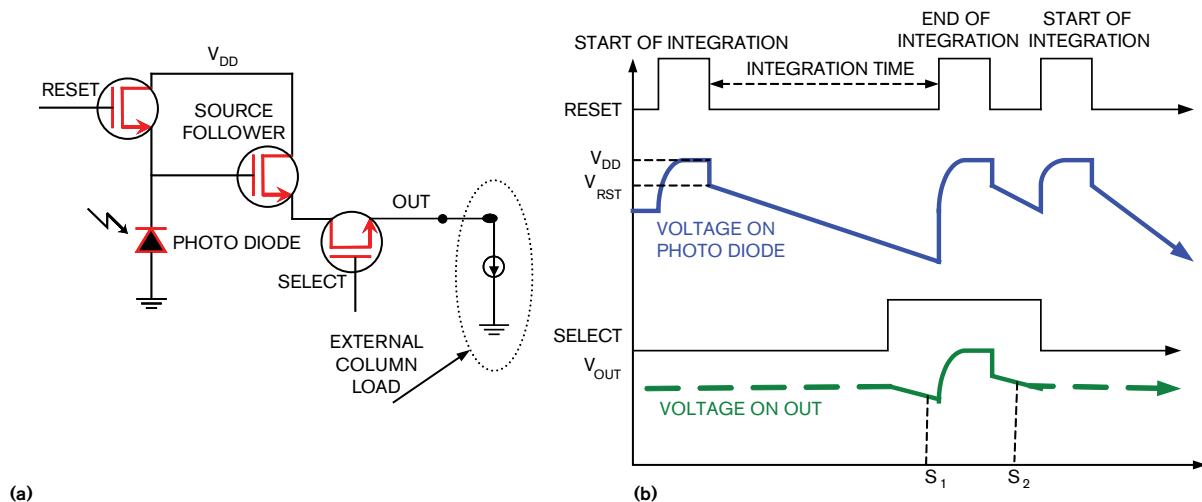 V_DD
RESET
SOURCE
FOLLOWER
OUT
PHOTO DIODE
SELECT
EXTERNAL
COLUMN
LOAD
(a)
START OF INTEGRATION
END OF
INTEGRATION
START OF
INTEGRATION
INTEGRATION TIME
RESET
V_DD
V_RST
VOLTAGE ON
PHOTO DIODE
SELECT
V_OUT
VOLTAGE ON OUT
S_1
S_2
(b)